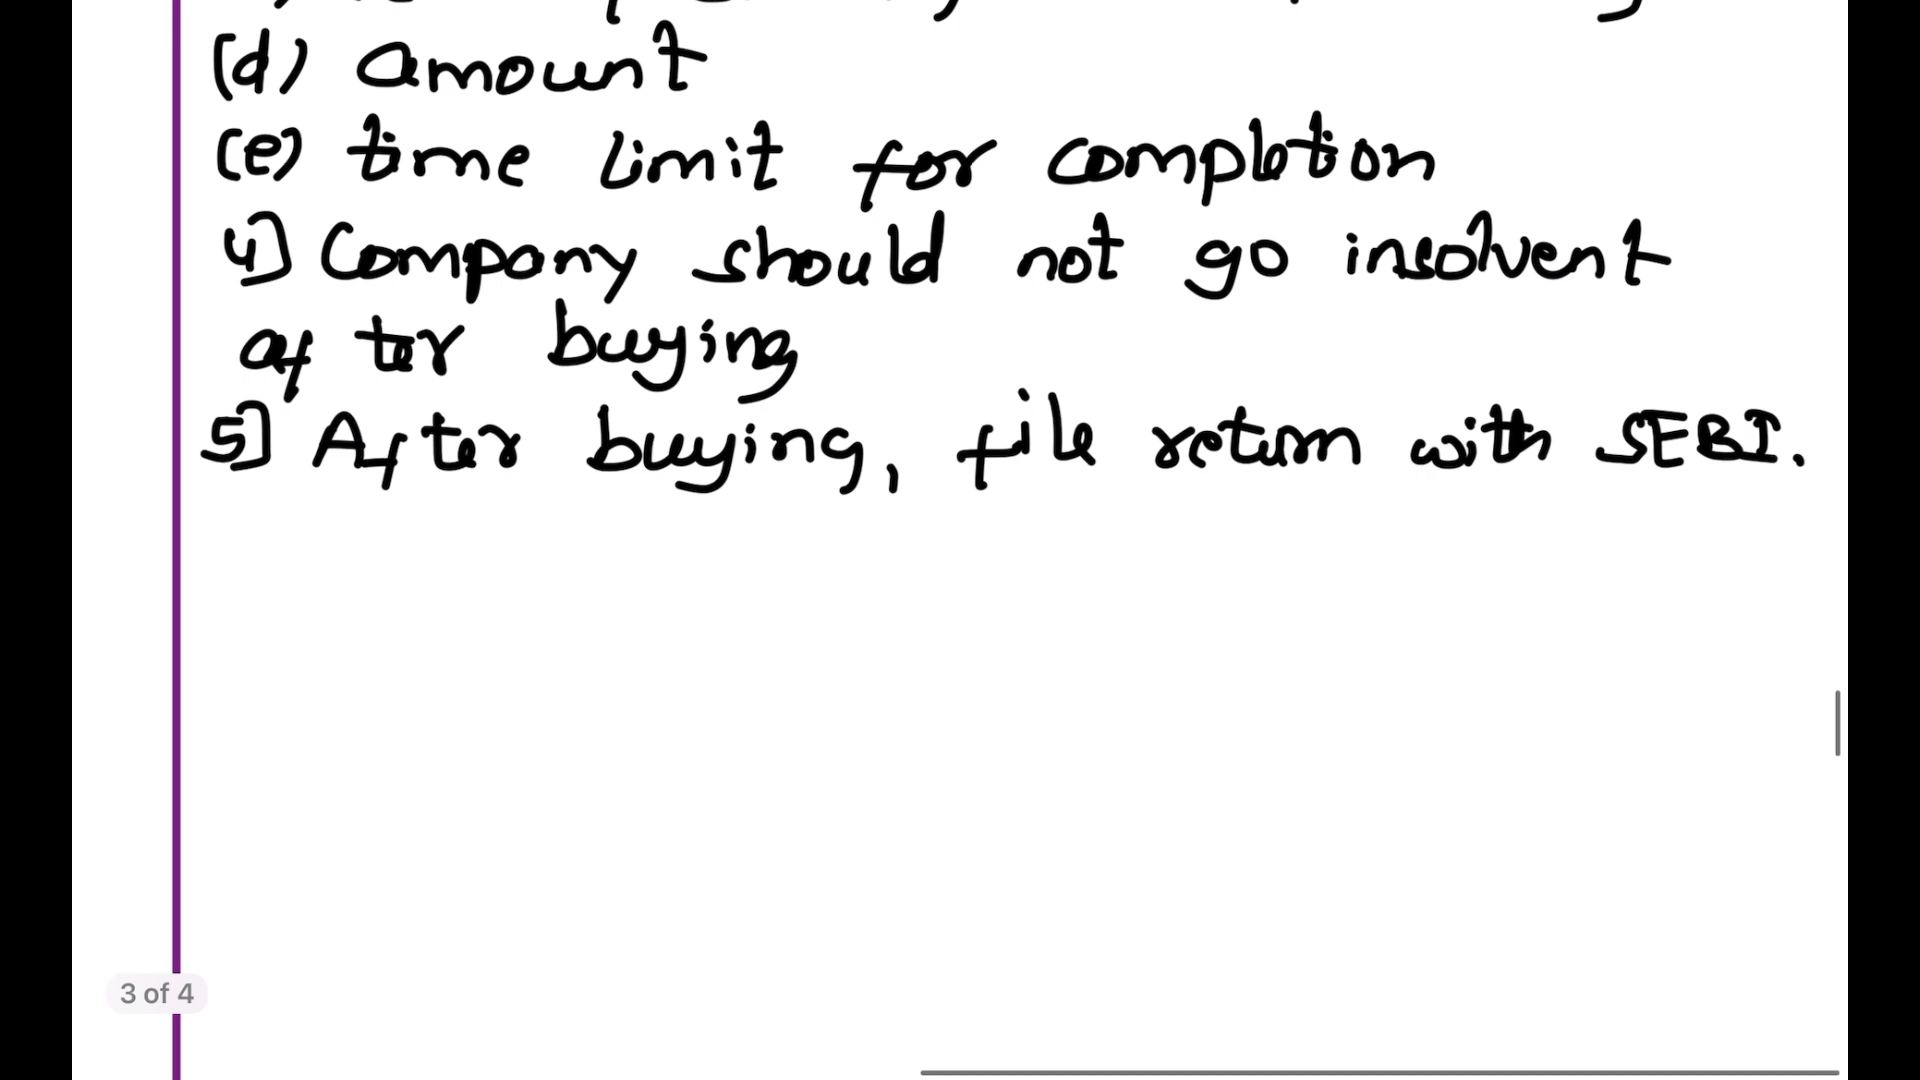 (d) Amount
(e) time limit for completion
4] Company should not go insolvent
after buying
5] After buying, file return with SEBI.
3 of 4